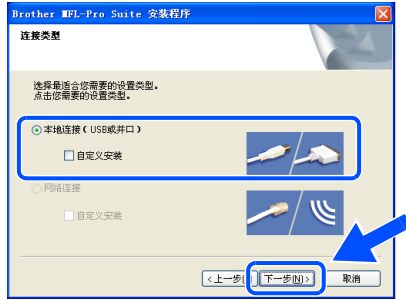 Brother MFL-Pro Suite 安装程序
连接类型
选择最适合您需要的设置类型。
点击您需要的设置类型。
本地连接（USB或并口）
自定义安装
网络连接
自定义安装
<上一步( 下一步(N)> 取消